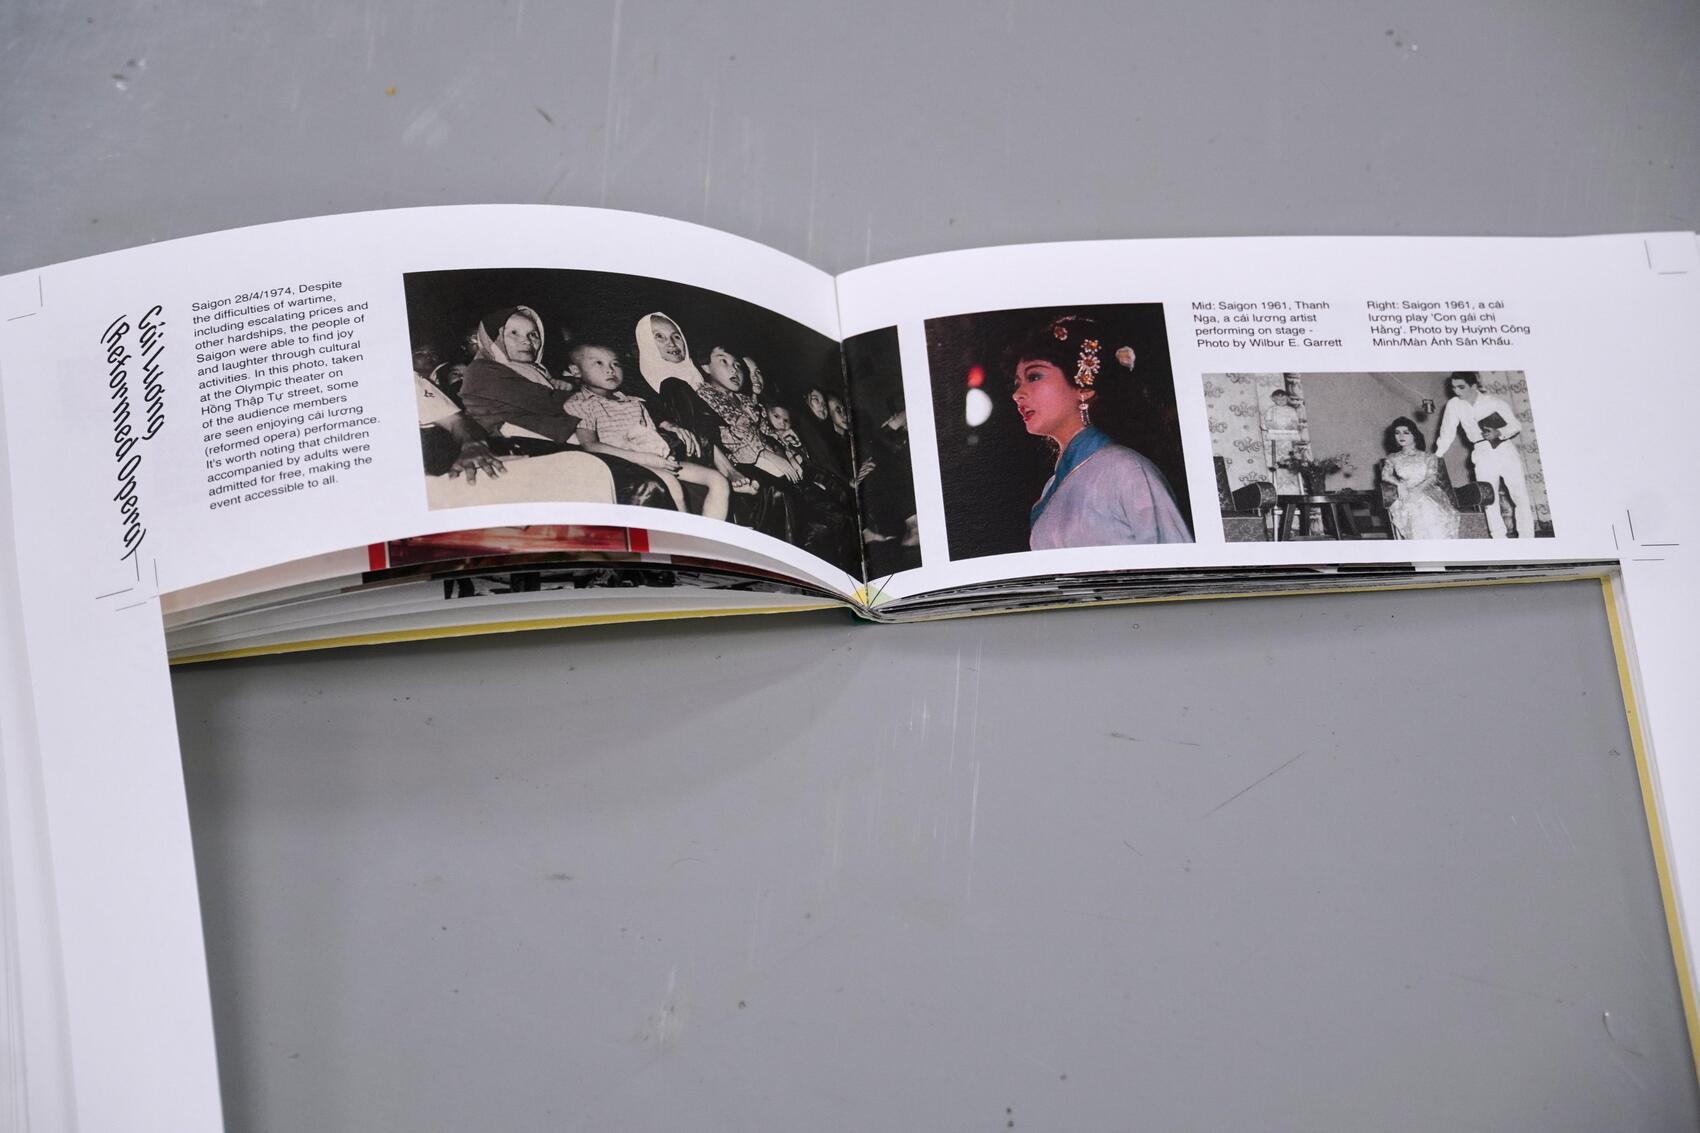 Cải lương
(Reformed Opera)
Saigon 28/4/1974, Despite
the difficulties of wartime,
including escalating prices and
other hardships, the people of
Saigon were able to find joy
and laughter through cultural
activities. In this photo, taken
at the Olympic theater on
Hồng Thập Tự street, some
of the audience members
are seen enjoying cải lương
(reformed opera) performance.
It's worth noting that children
accompanied by adults were
admitted for free, making the
event accessible to all.
Mid: Saigon 1961, Thanh
Nga, a cải lương artist
performing on stage -
Photo by Wilbur E. Garrett
Right: Saigon 1961, a cải
lương play 'Con gái chị
Hằng'. Photo by Huỳnh Công
Minh/Màn Ảnh Sân Khấu.